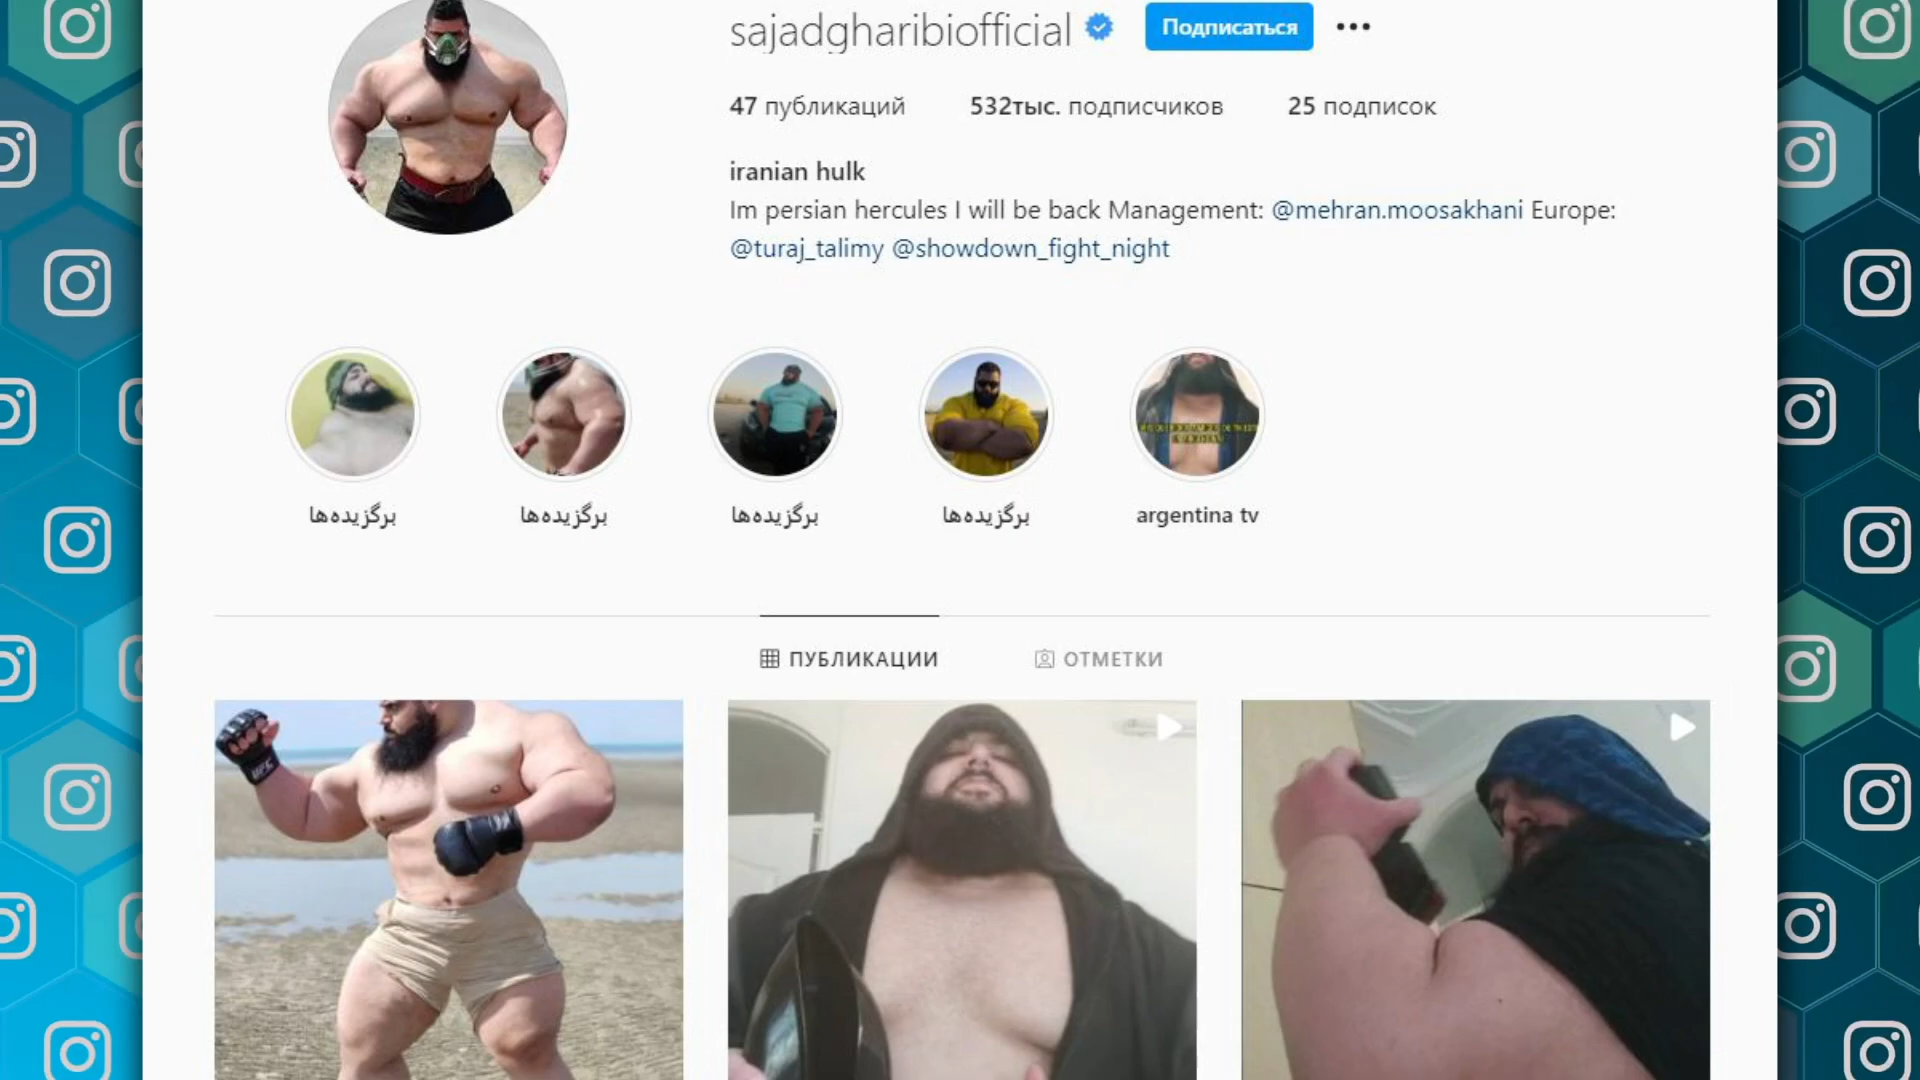 sajadgharibiofficial Подписаться
47 публикаций 532тыс. подписчиков 25 подписок
iranian hulk
Im persian hercules I will be back Management: @mehran.moosakhani Europe:
@turaj_talimy @showdown_fight_night
برگزیده‌ها برگزیده‌ها برگزیده‌ها برگزیده‌ها argentina tv
ПУБЛИКАЦИИ ОТМЕТКИ
UFC